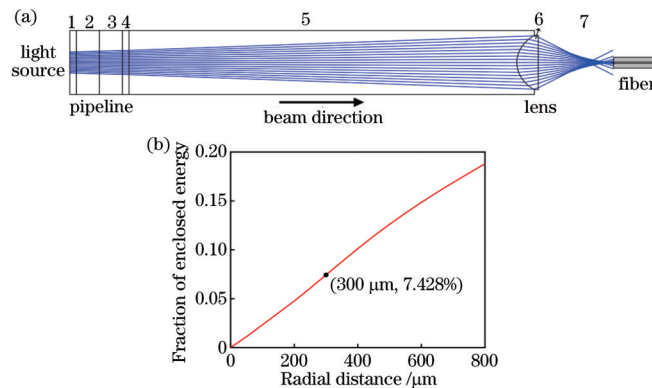 (a) 1 2 3 4 5 6 7
light
source
fiber
pipeline
lens
beam direction
(b)
0.20
0.15
0.10
0.05
0
Fraction of enclosed energy
(300 μm, 7.428%)
0 200 400 600 800
Radial distance /μm